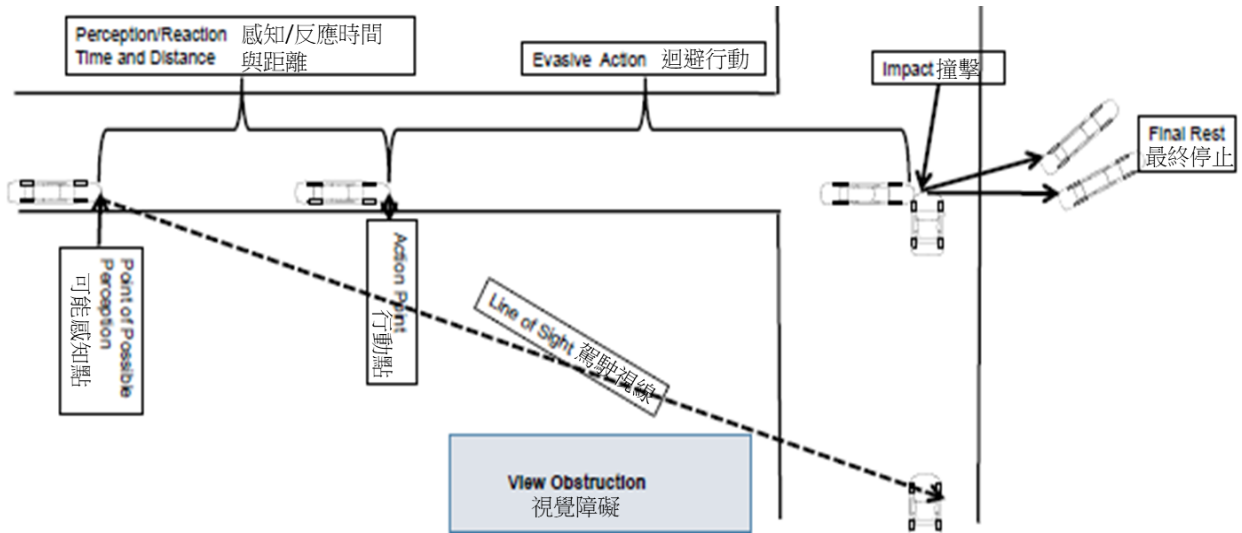 Perception/Reaction 感知/反應時間
Time and Distance 與距離
Evasive Action 迴避行動
Impact 撞擊
Final Rest
最終停止
Point of Possible
Perception
可能感知點
Action Point
行動點
Line of Sight 駕駛視線
View Obstruction
視覺障礙